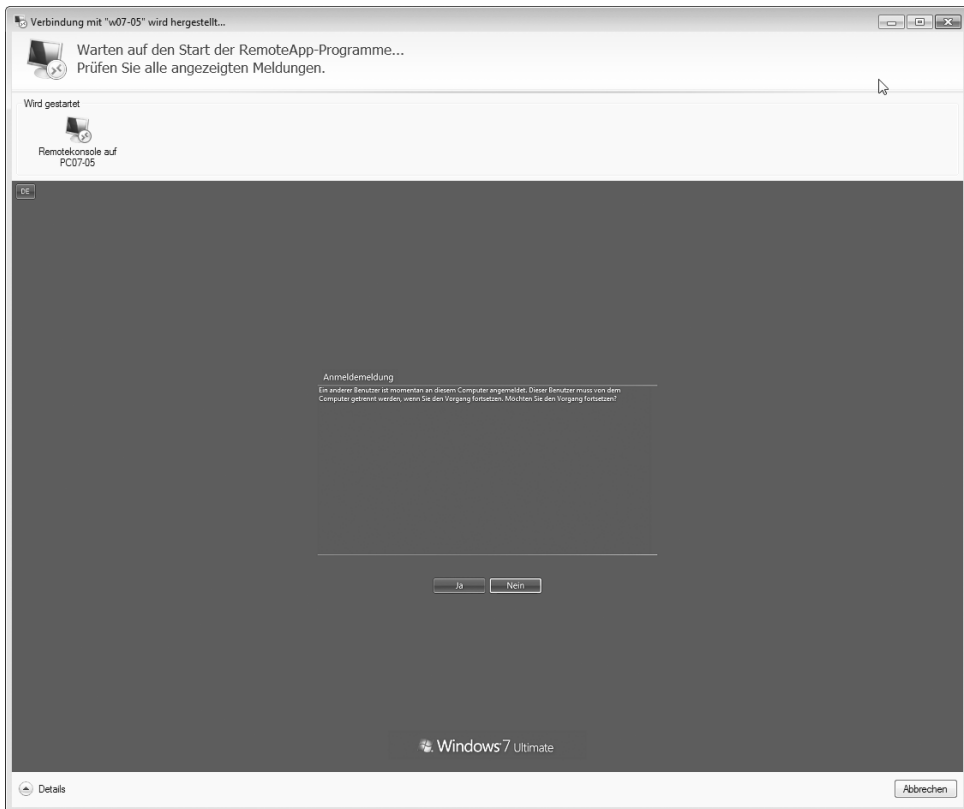 Verbindung mit "w07-05" wird hergestellt...
Warten auf den Start der RemoteApp-Programme...
Prüfen Sie alle angezeigten Meldungen.
Wird gestartet
Remotekonsole auf
PC07-05
DE
Anmeldemeldung
Ein anderer Benutzer ist momentan an diesem Computer angemeldet. Dieser Benutzer muss von dem
Computer getrennt werden, wenn Sie den Vorgang fortsetzen. Möchten Sie den Vorgang fortsetzen?
Ja
Nein
Windows 7 Ultimate
Details
Abbrechen